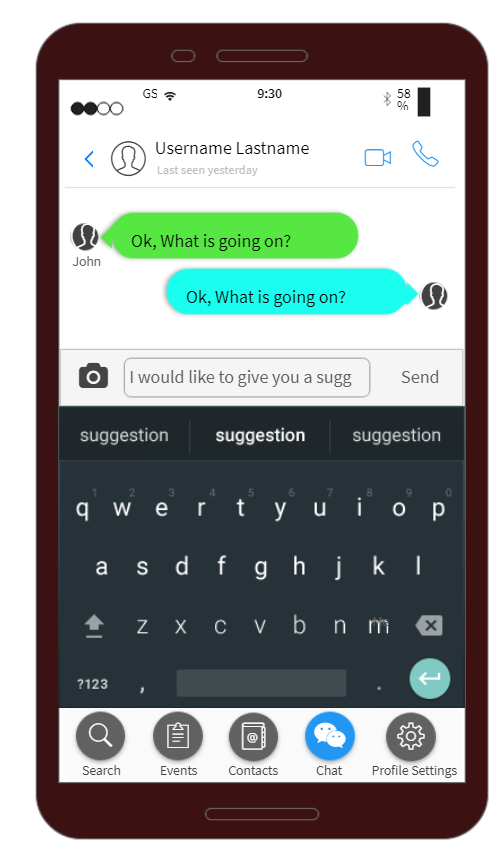 GS 9:30 58
%
Username Lastname
Last seen yesterday
Ok, What is going on?
John
Ok, What is going on?
I would like to give you a sugg Send
suggestion suggestion suggestion
1 2 3 4 5 6 7 8 9 0
q w e r t y u i o p
a s d f g h j k l
z x c v b n m
?123 , .
Search Events Contacts Chat Profile Settings